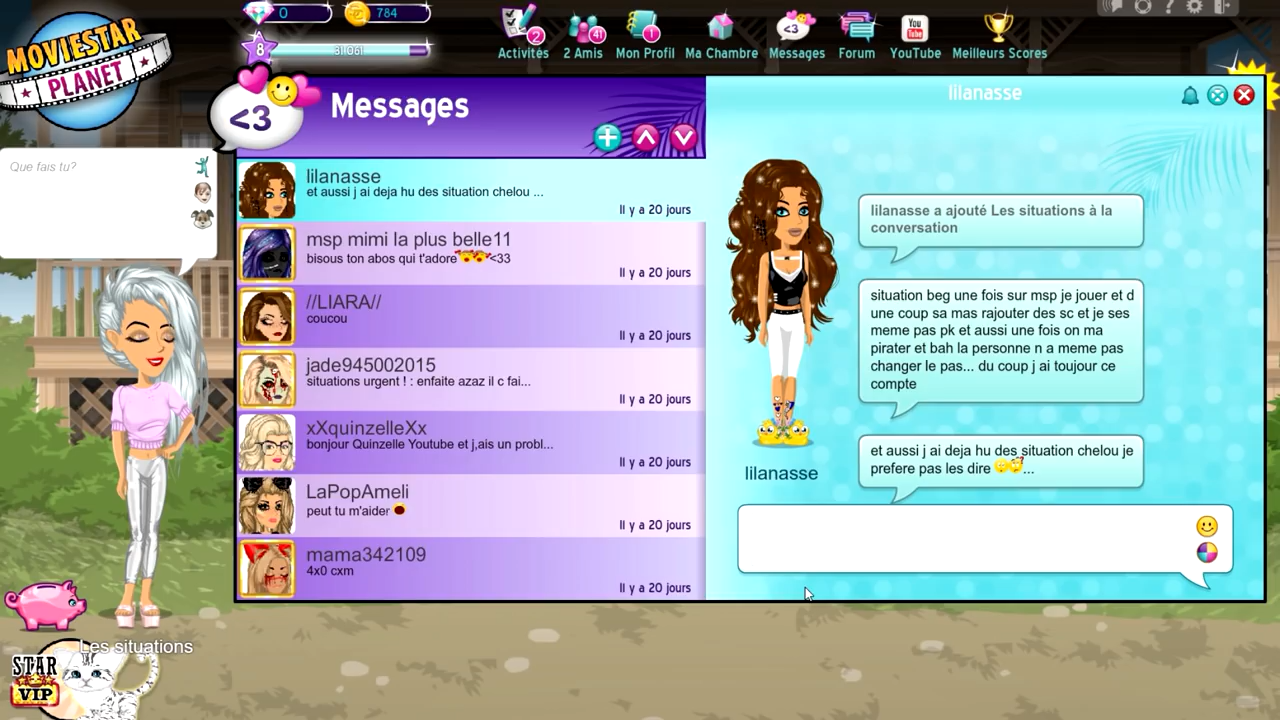 MOVIESTAR
PLANET
0
784
8
31.061
2
Activités
41
2 Amis
1
Mon Profil
Ma Chambre
<3
Messages
Forum
You
Tube
YouTube
Meilleurs Scores
Que fais tu?
<3
Messages
lilanasse
et aussi j ai deja hu des situation chelou ...
Il y a 20 jours
msp mimi la plus belle11
bisous ton abos qui t'adore<33
Il y a 20 jours
//LIARA//
coucou
Il y a 20 jours
jade945002015
situations urgent ! : enfaite azaz il c fai...
Il y a 20 jours
xXquinzelleXx
bonjour Quinzelle Youtube et j,ais un probl...
Il y a 20 jours
LaPopAmeli
peut tu m'aider
Il y a 20 jours
mama342109
4x0 cxm
Il y a 20 jours
lilanasse
lilanasse a ajouté Les situations à la
conversation
situation beg une fois sur msp je jouer et d
une coup sa mas rajouter des sc et je ses
meme pas pk et aussi une fois on ma
pirater et bah la personne n a meme pas
changer le pas... du coup j ai toujour ce
compte
et aussi j ai deja hu des situation chelou je
prefere pas les dire ...
lilanasse
Les situations
STAR
VIP